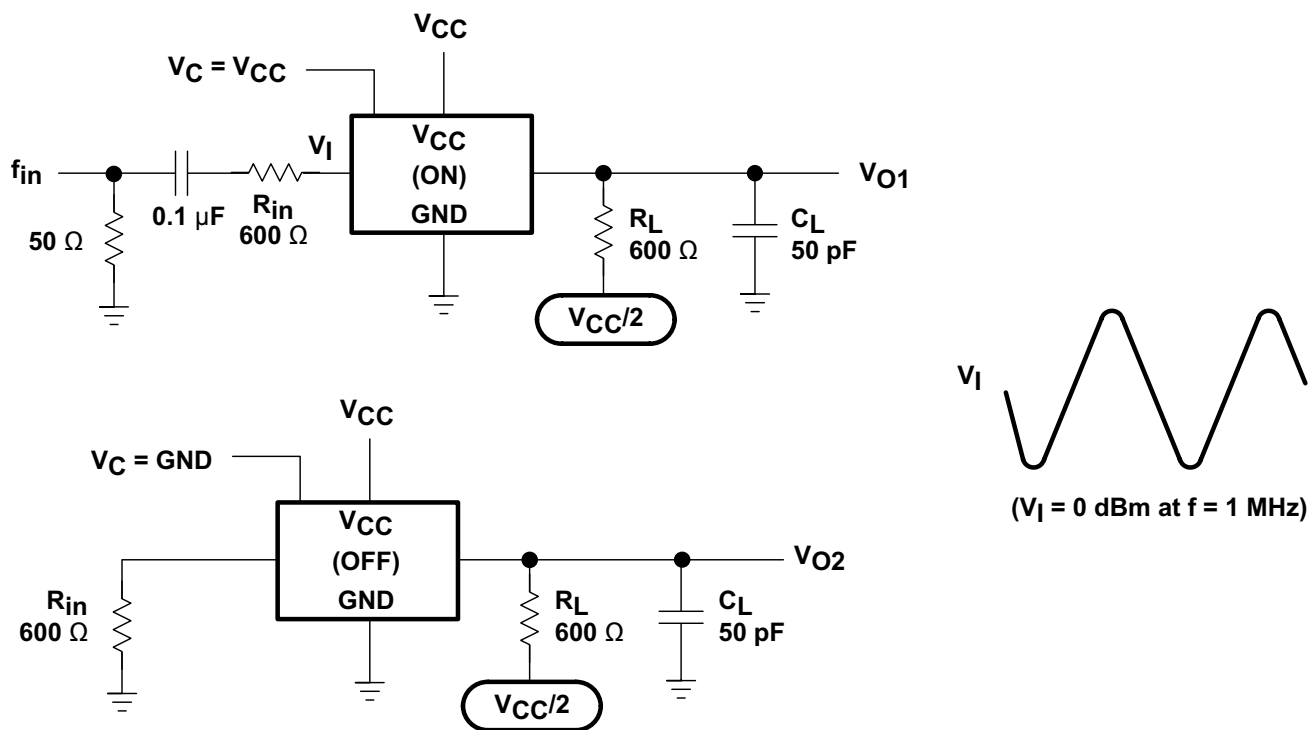 VCC
VC = VCC
fin
50 Ω
0.1 µF
Rin
600 Ω
VI
VCC
(ON)
GND
RL
600 Ω
VCC/2
CL
50 pF
VO1
VCC
VC = GND
Rin
600 Ω
VCC
(OFF)
GND
RL
600 Ω
VCC/2
CL
50 pF
VO2
VI
(VI = 0 dBm at f = 1 MHz)